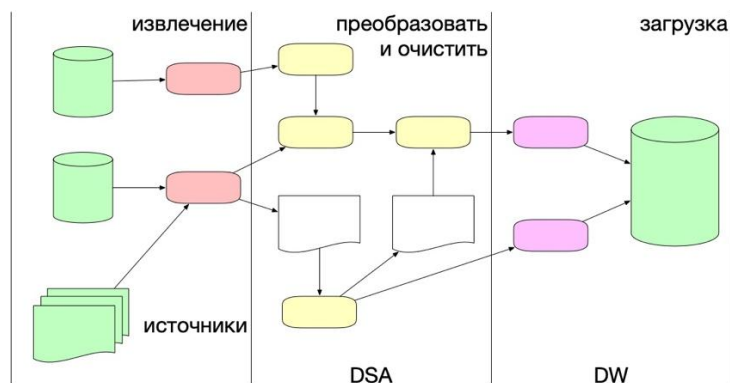 извлечение
преобразовать
и очистить
загрузка
источники
DSA
DW